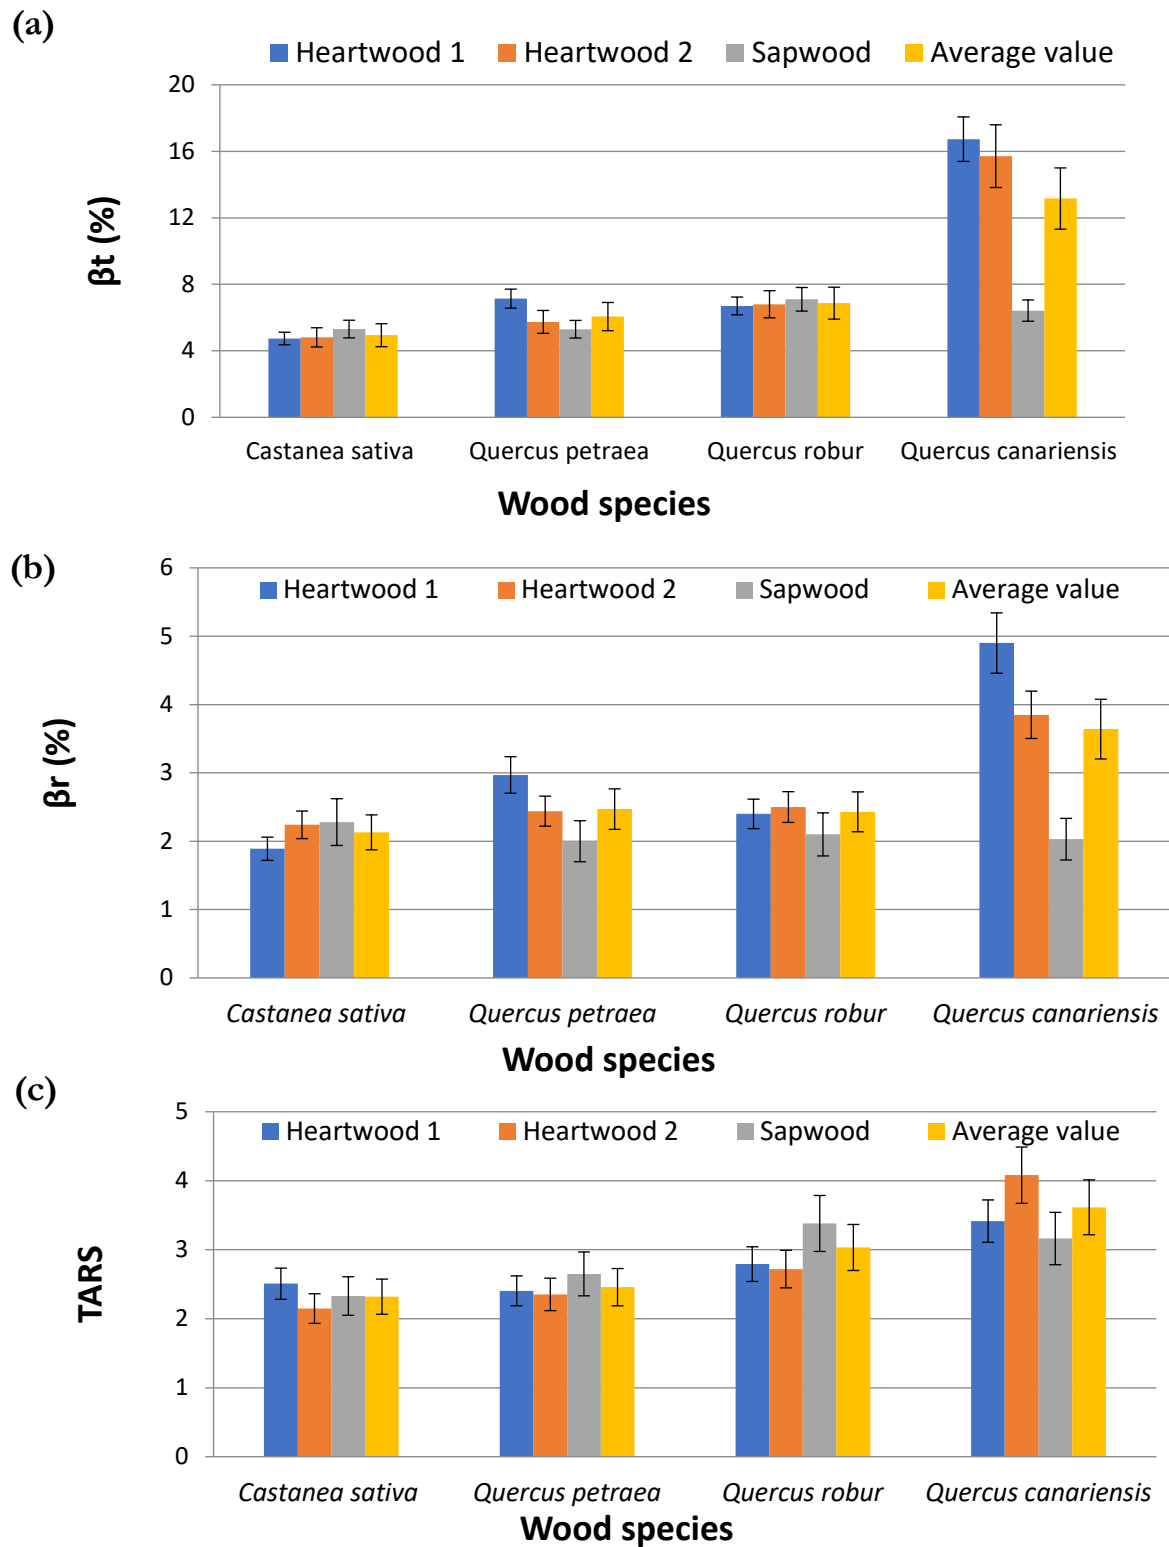 (a)
Heartwood 1 Heartwood 2 Sapwood Average value
20
16
12
8
4
0
βt (%)
Castanea sativa Quercus petraea Quercus robur Quercus canariensis
Wood species
(b)
Heartwood 1 Heartwood 2 Sapwood Average value
6
5
4
3
2
1
0
βr (%)
Castanea sativa Quercus petraea Quercus robur Quercus canariensis
Wood species
(c)
Heartwood 1 Heartwood 2 Sapwood Average value
5
4
3
2
1
0
TARS
Castanea sativa Quercus petraea Quercus robur Quercus canariensis
Wood species